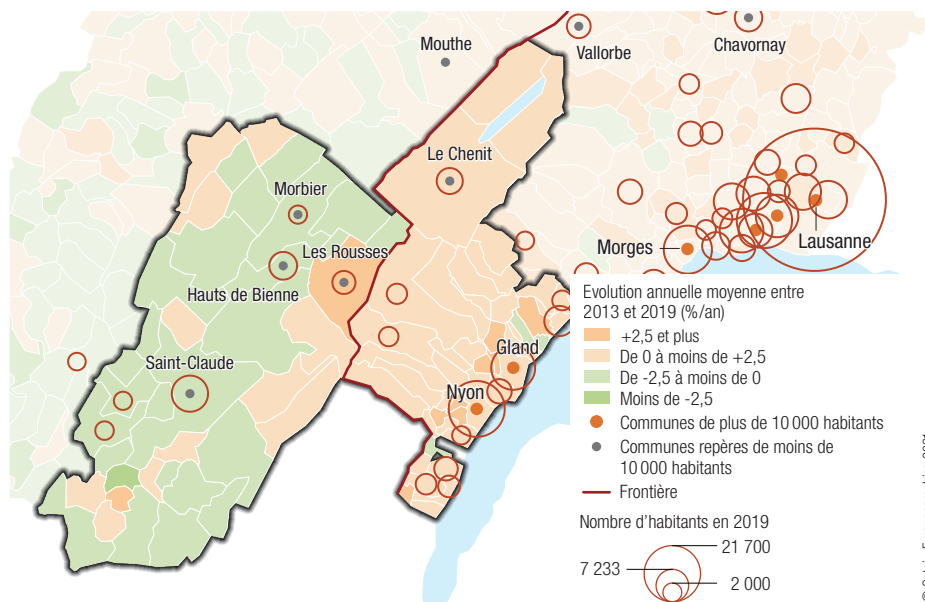 Mouthe
Vallorbe
Chavornay
Le Chenit
Morbier
Les Rousses
Hauts de Bienne
Morges
Lausanne
Saint-Claude
Gland
Nyon
Evolution annuelle moyenne entre
2013 et 2019 (%/an)
+2,5 et plus
De 0 à moins de +2,5
De -2,5 à moins de 0
Moins de -2,5
Communes de plus de 10 000 habitants
Communes repères de moins de
10 000 habitants
Frontière
Nombre d'habitants en 2019
21 700
7 233
2 000